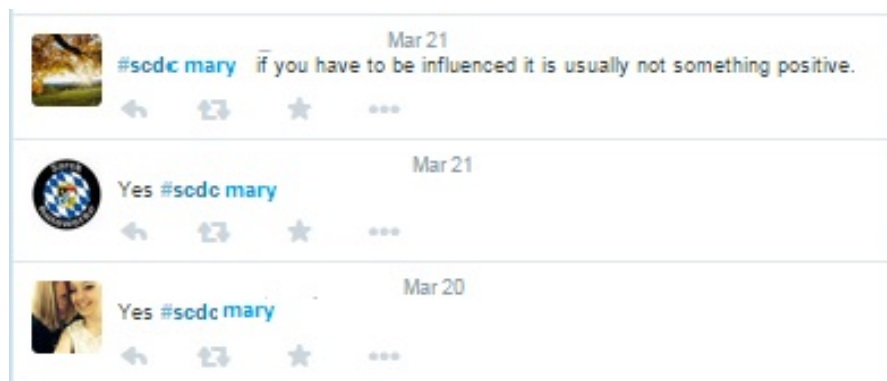 Mar 21
#scdc mary if you have to be influenced it is usually not something positive.
Mar 21
Yes #scdc mary
Mar 20
Yes #scdc mary